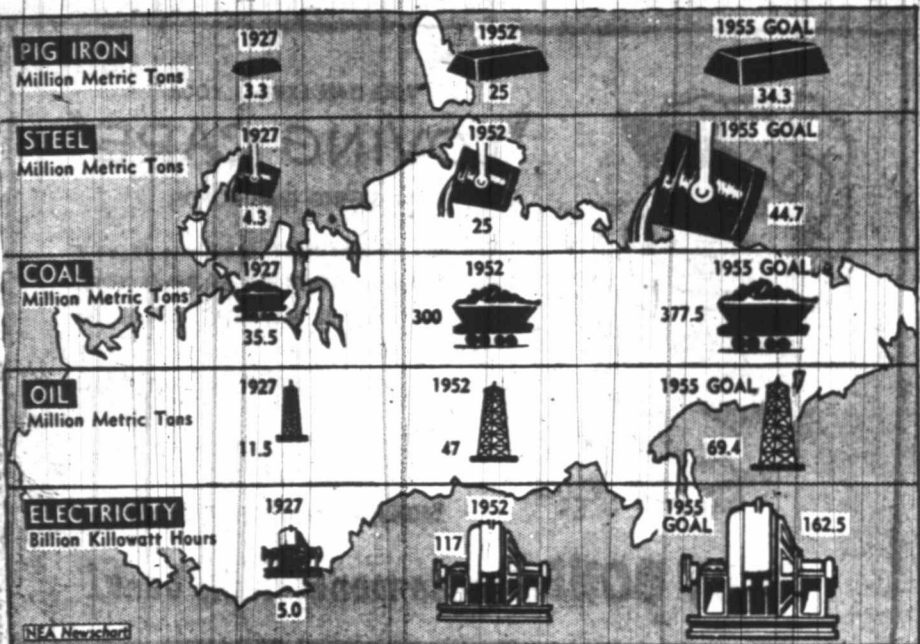 PIG IRON
Million Metric Tons
1927
3.3
1952
25
1955 GOAL
34.3
STEEL
Million Metric Tons
1927
4.3
1952
25
1955 GOAL
44.7
COAL
Million Metric Tons
1927
35.5
1952
300
1955 GOAL
377.5
OIL
Million Metric Tons
1927
11.5
1952
47
1955 GOAL
69.4
ELECTRICITY
Billion Killowatt Hours
1927
5.0
1952
117
1955
GOAL
162.5
NEA Newschart